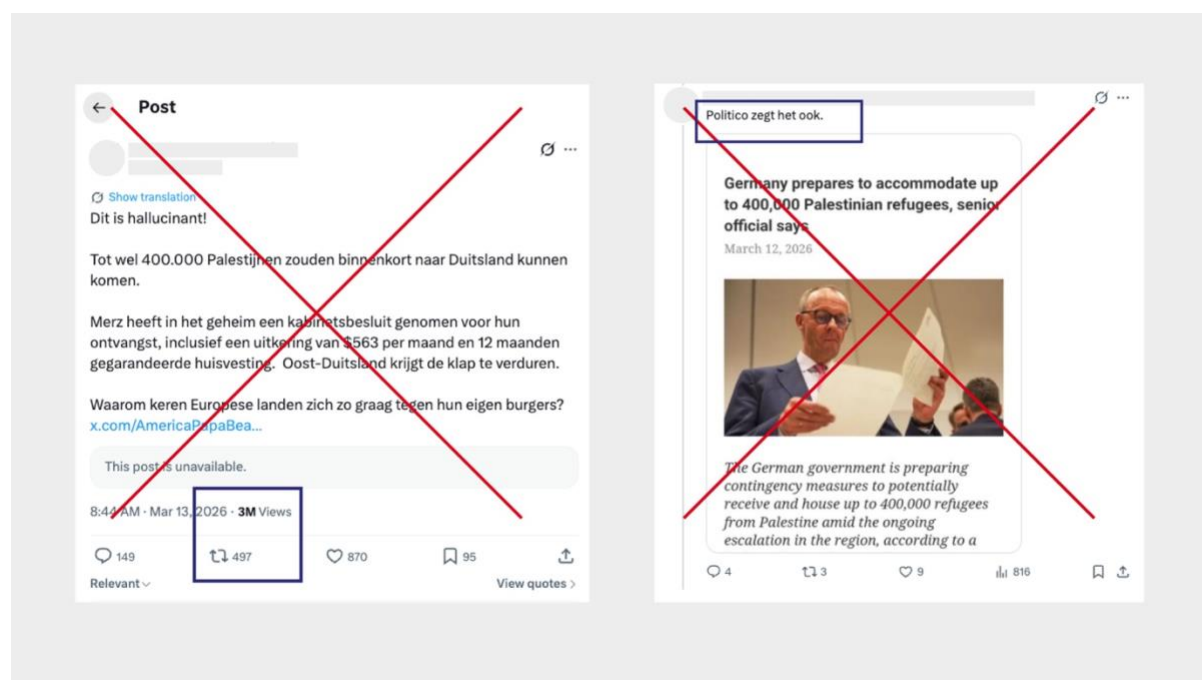 Post
Show translation
Dit is hallucinant!
Tot wel 400.000 Palestijnen zouden binnenkort naar Duitsland kunnen
komen.
Merz heeft in het geheim een kabinetsbesluit genomen voor hun
ontvangst, inclusief een uitkering van $563 per maand en 12 maanden
gegarandeerde huisvesting. Oost-Duitsland krijgt de klap te verduren.
Waarom keren Europese landen zich zo graag tegen hun eigen burgers?
x.com/AmericaPapaBea...
This post is unavailable.
8:44 AM · Mar 13, 2026 · 3M Views
149 497 870 95
Relevant View quotes
Politico zegt het ook.
Germany prepares to accommodate up
to 400,000 Palestinian refugees, senior
official says
March 12, 2026
The German government is preparing
contingency measures to potentially
receive and house up to 400,000 refugees
from Palestine amid the ongoing
escalation in the region, according to a
4 3 9 816